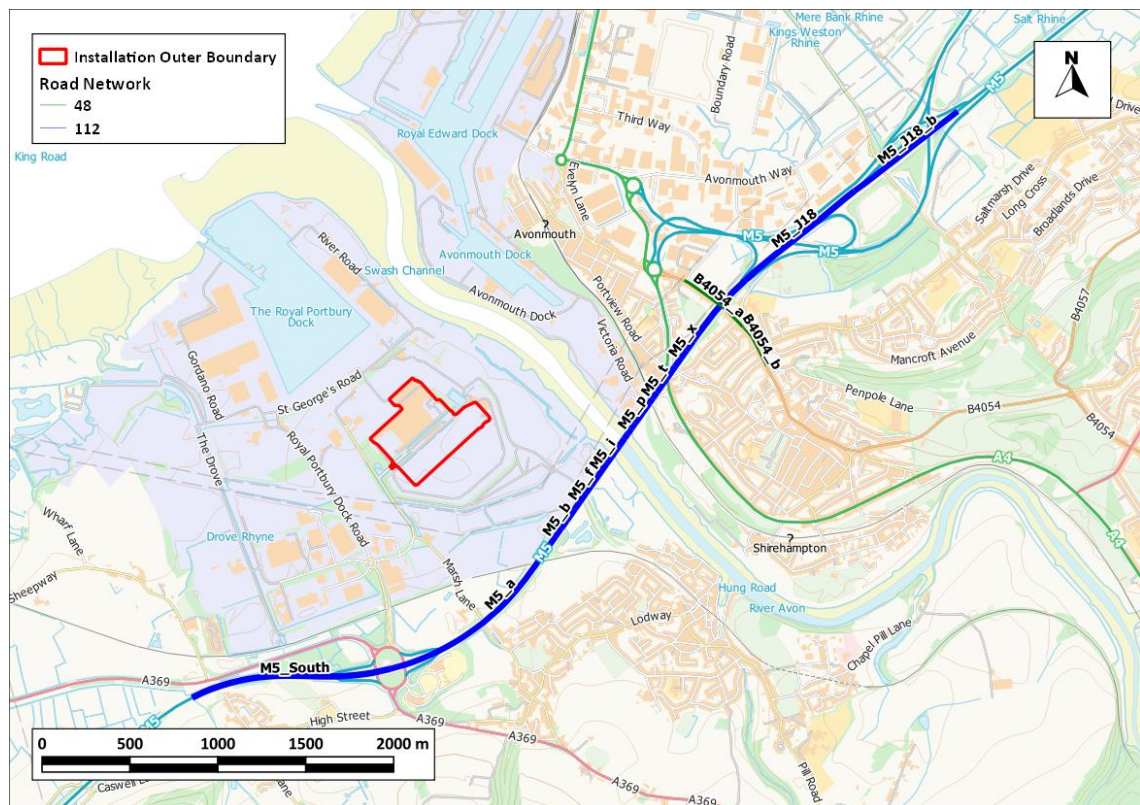 Installation Outer Boundary
Road Network
48
112
N
King Road
Royal Edward Dock
Third Way
Boundary Road
Mere Bank Rhine
Kings Weston
Rhine
Salt Rhine
M5
M5_J18_b
Avonmouth Way
Evelyn Lane
?
Avonmouth
M5
M5_J18
M5
Saltmarsh Drive
Long Cross
Broadlands Drive
Drive
River Road
Swash Channel
Avonmouth Dock
Avonmouth Dock
The Royal Portbury
Dock
Portview Road
Victoria Road
B4054_a
B4054_b
B4057
Mancroft Avenue
Penpole Lane
B4054
B4054
M5_x
M5_t
M5_p
M5_i
M5_f
M5_b
M5
M5_a
Gordano Road
St George's Road
The Drove
Royal Portbury Dock Road
Wharf Lane
Drove Rhyne
Sheepway
Marsh Lane
A4
A4
?
Shirehampton
Hung Road
River Avon
Lodway
Chapel Pill Lane
M5_South
A369
M5
High Street
A369
A369
A369
Pill Road
0 500 1000 1500 2000 m